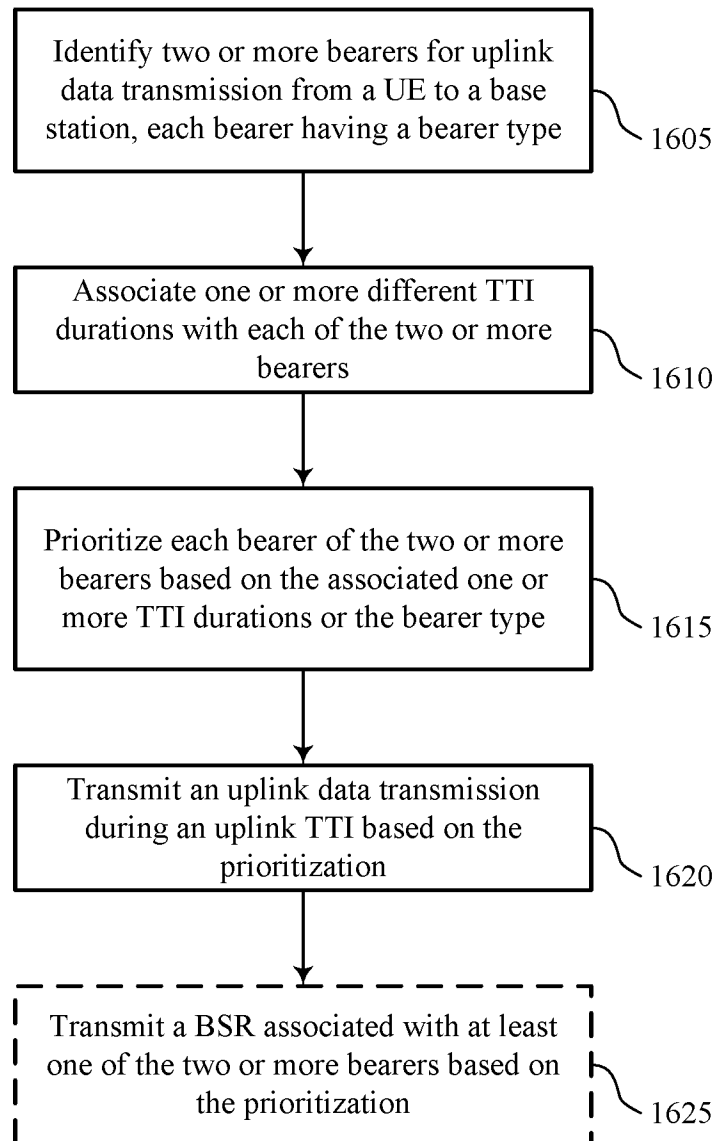 Identify two or more bearers for uplink
data transmission from a UE to a base
station, each bearer having a bearer type
1605
Associate one or more different TTI
durations with each of the two or more
bearers
1610
Prioritize each bearer of the two or more
bearers based on the associated one or
more TTI durations or the bearer type
1615
Transmit an uplink data transmission
during an uplink TTI based on the
prioritization
1620
Transmit a BSR associated with at least
one of the two or more bearers based on
the prioritization
1625